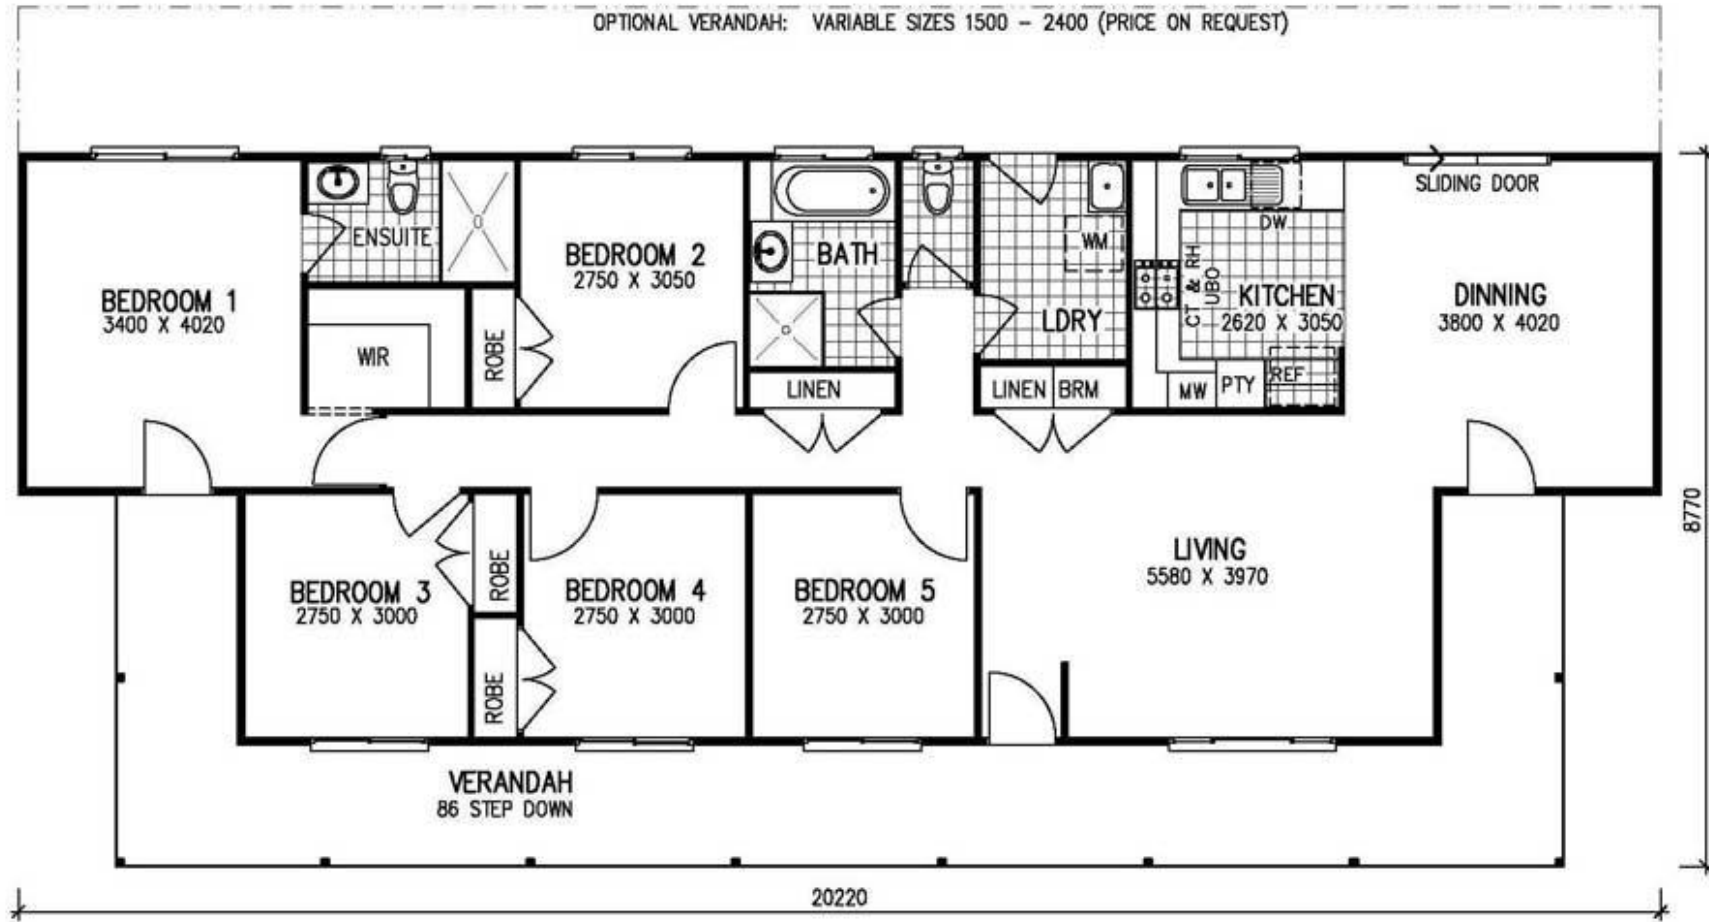 OPTIONAL VERANDAH: VARIABLE SIZES 1500 - 2400 (PRICE ON REQUEST)
SLIDING DOOR
ENSUITE
BEDROOM 1
3400 X 4020
WIR
ROBE
BEDROOM 2
2750 X 3050
BATH
LINEN
WM
LDRY
LINEN
BRM
DW
CT & RH
UBO
KITCHEN
2620 X 3050
MW
PTY
REF
DINNING
3800 X 4020
BEDROOM 3
2750 X 3000
ROBE
ROBE
BEDROOM 4
2750 X 3000
BEDROOM 5
2750 X 3000
LIVING
5580 X 3970
8770
VERANDAH
86 STEP DOWN
20220